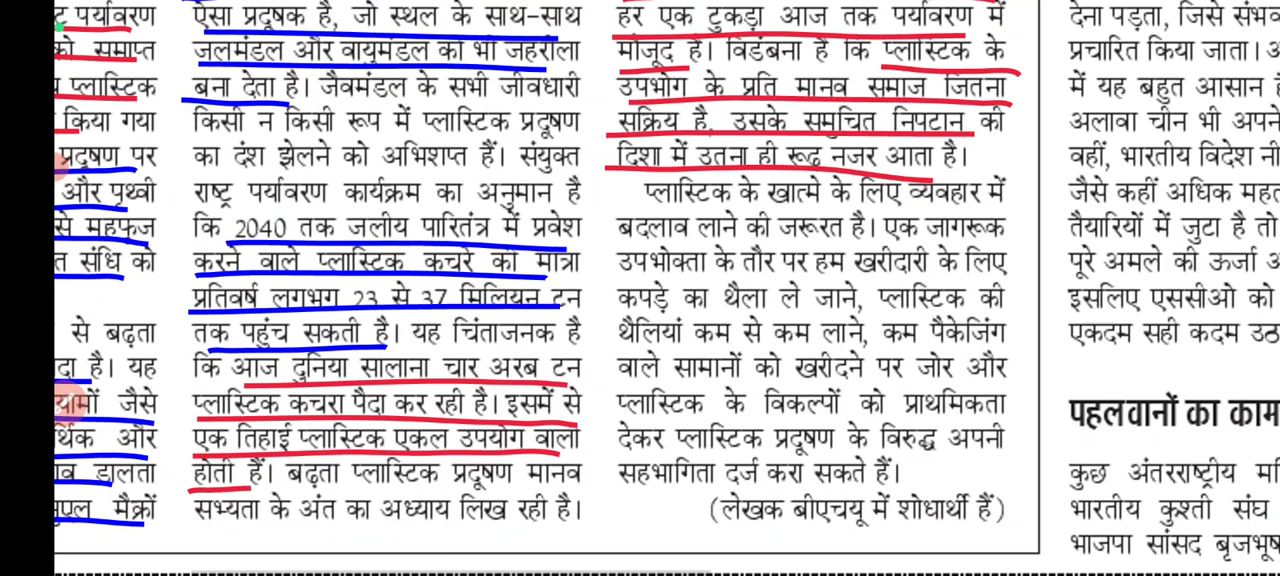 पर्यावरण
को समाप्त
प्लास्टिक
किया गया
प्रदूषण पर
और पृथ्वी
से महफूज
त संधि को
से बढ़ता
है। यह
जैसे
र्थिक और
व डालता
मैक्रों
ऐसा प्रदूषक है, जो स्थल के साथ-साथ
जलमंडल और वायुमंडल को भी जहरीला
बना देता है। जैवमंडल के सभी जीवधारी
किसी न किसी रूप में प्लास्टिक प्रदूषण
का दंश झेलने को अभिशप्त हैं। संयुक्त
राष्ट्र पर्यावरण कार्यक्रम का अनुमान है
कि 2040 तक जलीय पारितंत्र में प्रवेश
करने वाले प्लास्टिक कचरे की मात्रा
प्रतिवर्ष लगभग 23 से 37 मिलियन टन
तक पहुंच सकती है। यह चिंताजनक है
कि आज दुनिया सालाना चार अरब टन
प्लास्टिक कचरा पैदा कर रही है। इसमें से
एक तिहाई प्लास्टिक एकल उपयोग वाली
होती हैं। बढ़ता प्लास्टिक प्रदूषण मानव
सभ्यता के अंत का अध्याय लिख रही है।
हर एक टुकड़ा आज तक पर्यावरण में
मौजूद है। विडंबना है कि प्लास्टिक के
उपभोग के प्रति मानव समाज जितना
सक्रिय है, उसके समुचित निपटान की
दिशा में उतना ही रूढ़ नजर आता है।
प्लास्टिक के खात्मे के लिए व्यवहार में
बदलाव लाने की जरूरत है। एक जागरूक
उपभोक्ता के तौर पर हम खरीदारी के लिए
कपड़े का थैला ले जाने, प्लास्टिक की
थैलियां कम से कम लाने, कम पैकेजिंग
वाले सामानों को खरीदने पर जोर और
प्लास्टिक के विकल्पों को प्राथमिकता
देकर प्लास्टिक प्रदूषण के विरुद्ध अपनी
सहभागिता दर्ज करा सकते हैं।
(लेखक बीएचयू में शोधार्थी हैं)
देना पड़ता, जिसे संभव
प्रचारित किया जाता।
में यह बहुत आसान
अलावा चीन भी अपने
वहीं, भारतीय विदेश नी
जैसे कहीं अधिक महत
तैयारियों में जुटा है तो
पूरे अमले की ऊर्जा
इसलिए एससीओ को
एकदम सही कदम उठ
पहलवानों का काम
कुछ अंतरराष्ट्रीय
भारतीय कुश्ती संघ
भाजपा सांसद बृजभूष